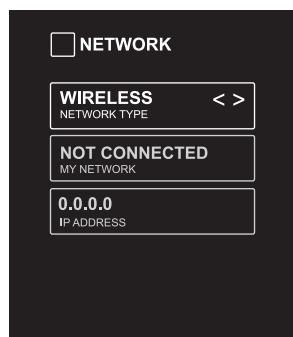 NETWORK
WIRELESS < >
NETWORK TYPE
NOT CONNECTED
MY NETWORK
0.0.0.0
IP ADDRESS